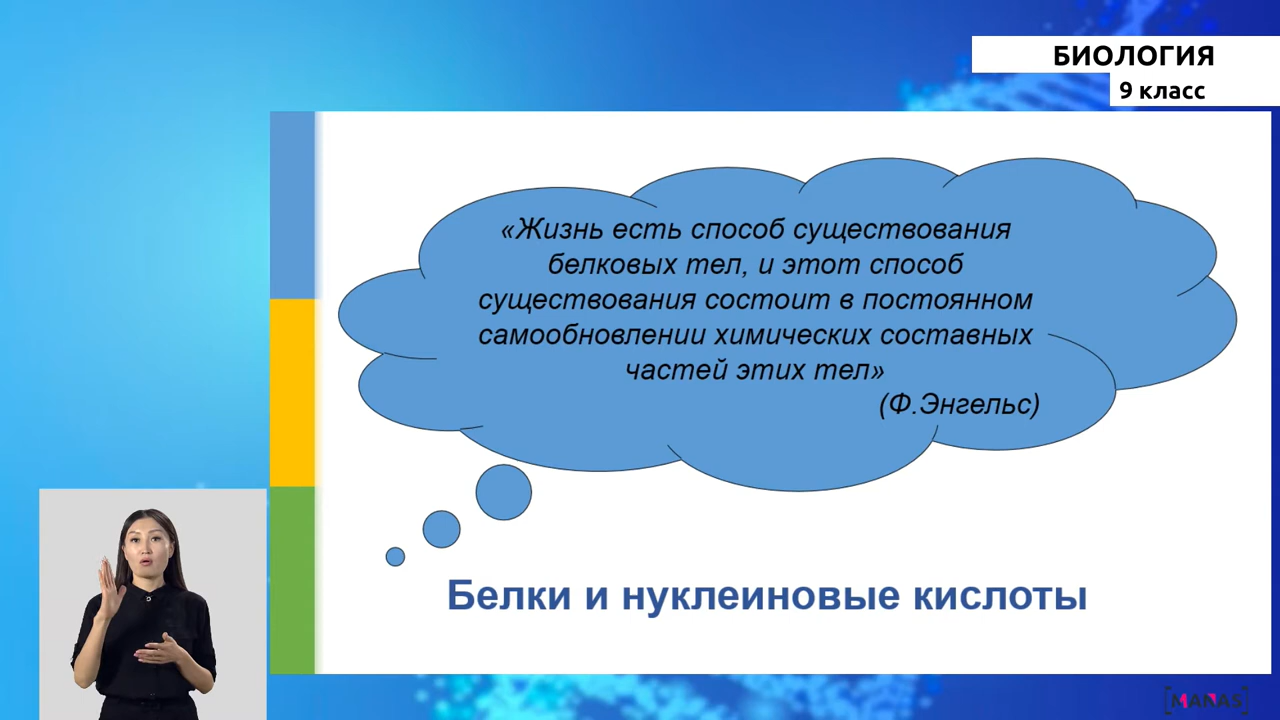 БИОЛОГИЯ
9 класс
«Жизнь есть способ существования
белковых тел, и этот способ
существования состоит в постоянном
самообновлении химических составных
частей этих тел»
(Ф.Энгельс)
Белки и нуклеиновые кислоты
MANAS